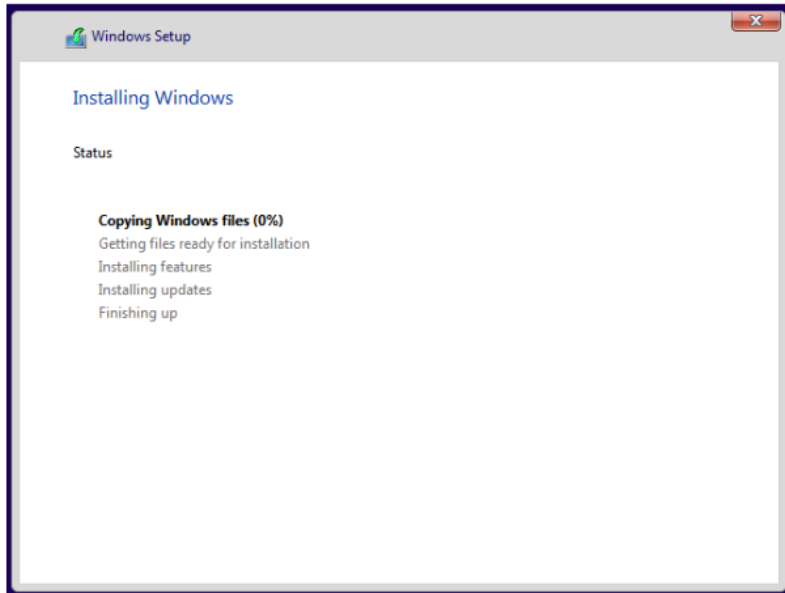 Windows Setup
Installing Windows
Status
Copying Windows files (0%)
Getting files ready for installation
Installing features
Installing updates
Finishing up